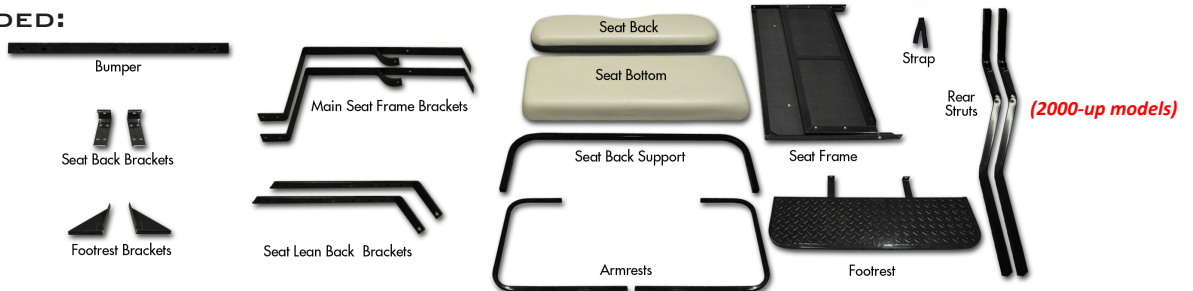 DED:
Bumper
Seat Back Brackets
Footrest Brackets
Main Seat Frame Brackets
Seat Lean Back Brackets
Seat Back
Seat Bottom
Seat Back Support
Armrests
Seat Frame
Footrest
Strap
Rear
Struts
(2000-up models)